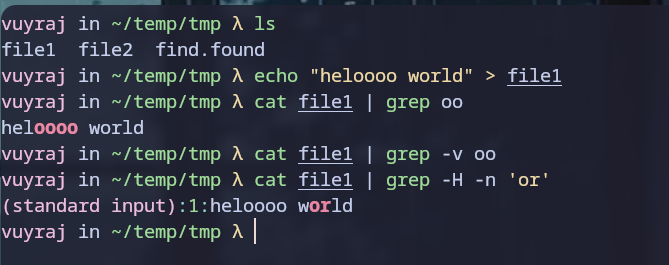 vuyraj in ~/temp/tmp λ ls
file1  file2  find.found
vuyraj in ~/temp/tmp λ echo "heloooo world" > file1
vuyraj in ~/temp/tmp λ cat file1 | grep oo
heloooo world
vuyraj in ~/temp/tmp λ cat file1 | grep -v oo
vuyraj in ~/temp/tmp λ cat file1 | grep -H -n 'or'
(standard input):1:heloooo world
vuyraj in ~/temp/tmp λ